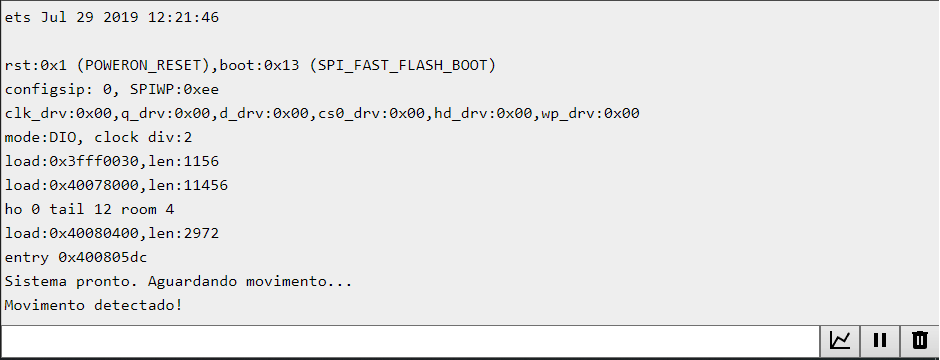 ets Jul 29 2019 12:21:46
rst:0x1 (POWERON_RESET),boot:0x13 (SPI_FAST_FLASH_BOOT)
configsip: 0, SPIWP:0xee
clk_drv:0x00,q_drv:0x00,d_drv:0x00,cs0_drv:0x00,hd_drv:0x00,wp_drv:0x00
mode:DIO, clock div:2
load:0x3fff0030,len:1156
load:0x40078000,len:11456
ho 0 tail 12 room 4
load:0x40080400,len:2972
entry 0x400805dc
Sistema pronto. Aguardando movimento...
Movimento detectado!